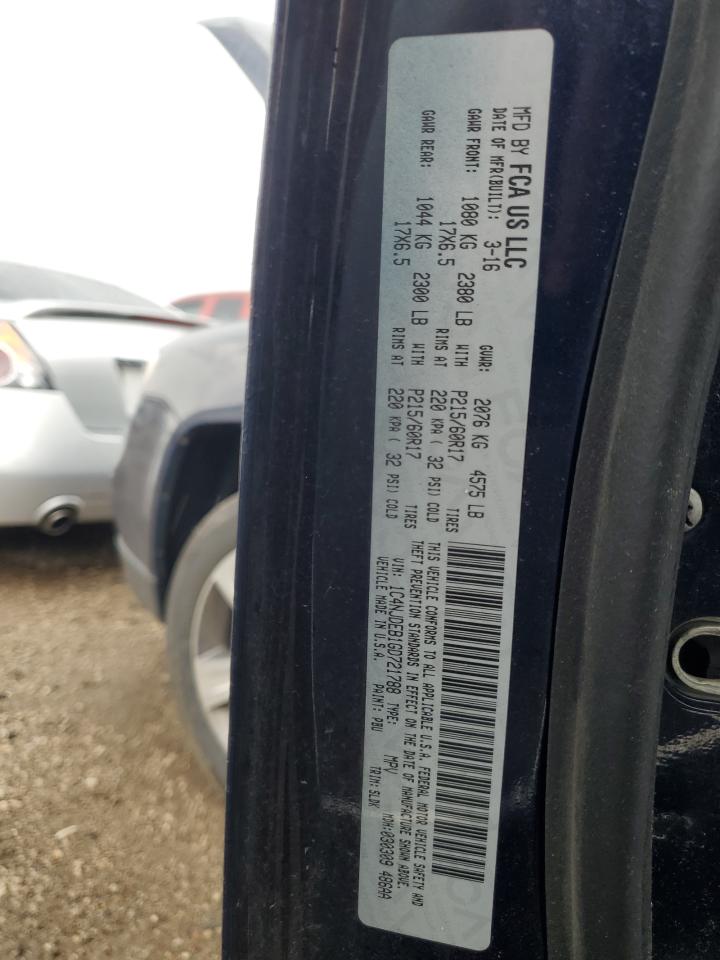 MFD BY FCA US LLC
DATE OF MFR(BUILT): 3-16 GVWR: 2076 KG 4575 LB
GAWR FRONT: 1080 KG 2380 LB WITH P215/60R17 TIRES
17X6.5 RIMS AT 220 KPA ( 32 PSI) COLD
GAWR REAR: 1044 KG 2300 LB WITH P215/60R17 TIRES
17X6.5 RIMS AT 220 KPA ( 32 PSI) COLD
THIS VEHICLE CONFORMS TO ALL APPLICABLE U.S.A. FEDERAL MOTOR VEHICLE SAFETY AND
THEFT PREVENTION STANDARDS IN EFFECT ON THE DATE OF MANUFACTURE SHOWN ABOVE.
VIN: 1C4NJDEB1GD721788 TYPE: MPV MDH:030309 486AA
VEHICLE MADE IN U.S.A. PAINT: PBU TRIM: SLDK